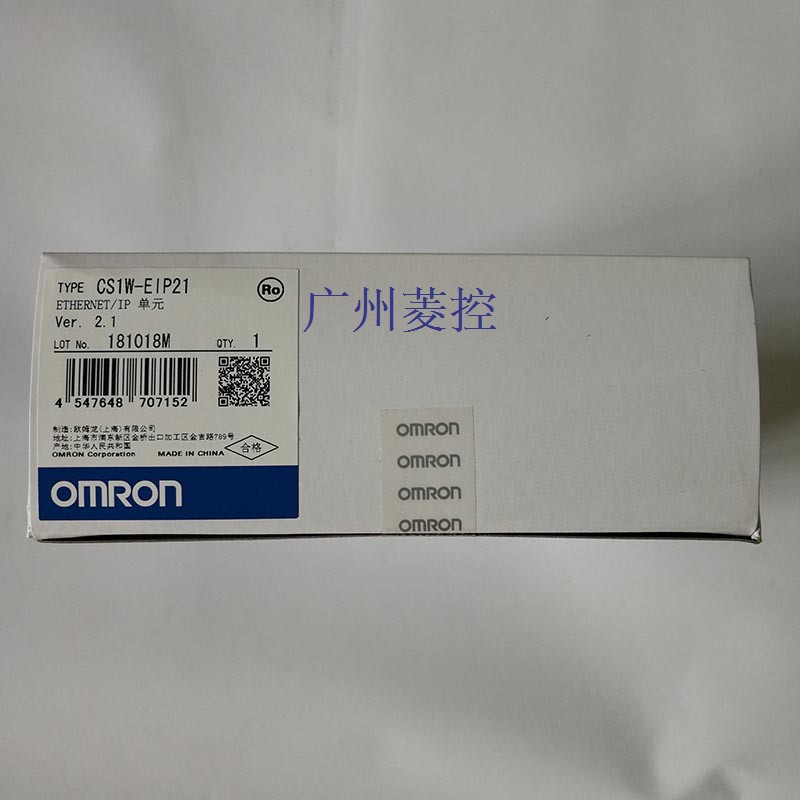 TYPE CS1W-EIP21
Ro
ETHERNET/IP 单元
Ver. 2.1
LOT No. 181018M QTY. 1
4 547648 707152
制造:欧姆龙(上海)有限公司
地址:上海市浦东新区金桥出口加工区金吉路789号
产地:中华人民共和国
OMRON Corporation MADE IN CHINA
合格
OMRON
广州菱控
OMRON
OMRON
OMRON
OMRON